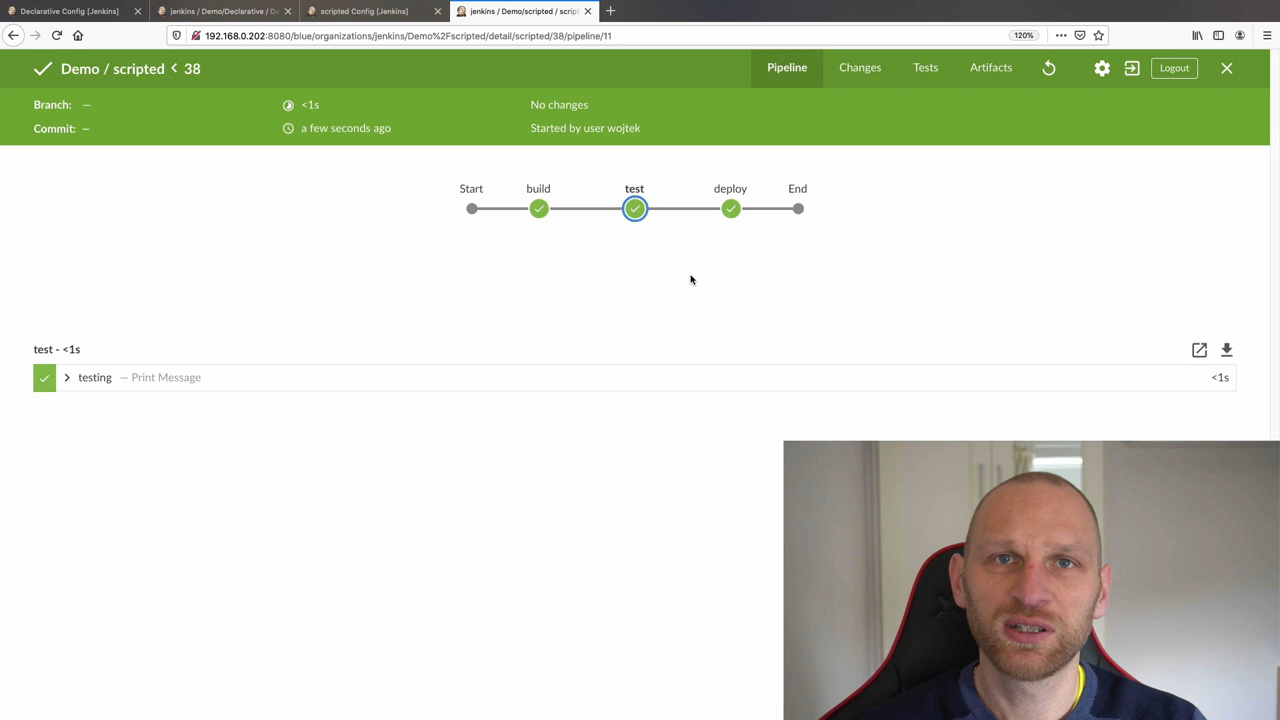 Declarative Config [Jenkins]
jenkins / Demo/Declarative / De
scripted Config [Jenkins]
jenkins / Demo/scripted / script
192.168.0.202:8080/blue/organizations/jenkins/Demo%2Fscripted/detail/scripted/38/pipeline/11
120%
Demo / scripted < 38
Pipeline
Changes
Tests
Artifacts
Logout
Branch: —
<1s
No changes
Commit: —
a few seconds ago
Started by user wojtek
Start
build
test
deploy
End
test - <1s
testing — Print Message
<1s